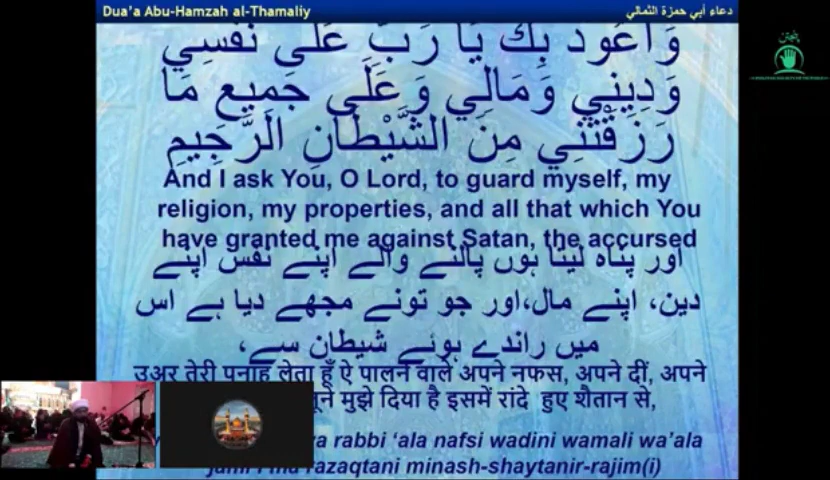 Dua'a Abu-Hamzah al-Thamaliy
دعاء أبي حمزة الثمالي
وَأَعُوذُ بِكَ يَا رَبِّ عَلَى نَفْسِي
وَدِينِي وَمَالِي وَعَلَى جَمِيعِ مَا
رَزَقْتَنِي مِنَ الشَّيْطَانِ الرَّجِيمِ
And I ask You, O Lord, to guard myself, my
religion, my properties, and all that which You
have granted me against Satan, the accursed
اور پناہ لیتا ہوں پالنے والے اپنے نفس اپنے
دین، اپنے مال،اور جو تونے مجھے دیا ہے اس
میں راندے ہوئے شیطان سے،
उअर तेरी पनाह लेता हूँ ऐ पालने वाले अपने नफस, अपने दीं, अपने
मुझे दिया है इसमें रांदे हुए शैतान से,
rabbi 'ala nafsi wadini wamali wa'ala
razaqtani minash-shaytanir-rajim(i)